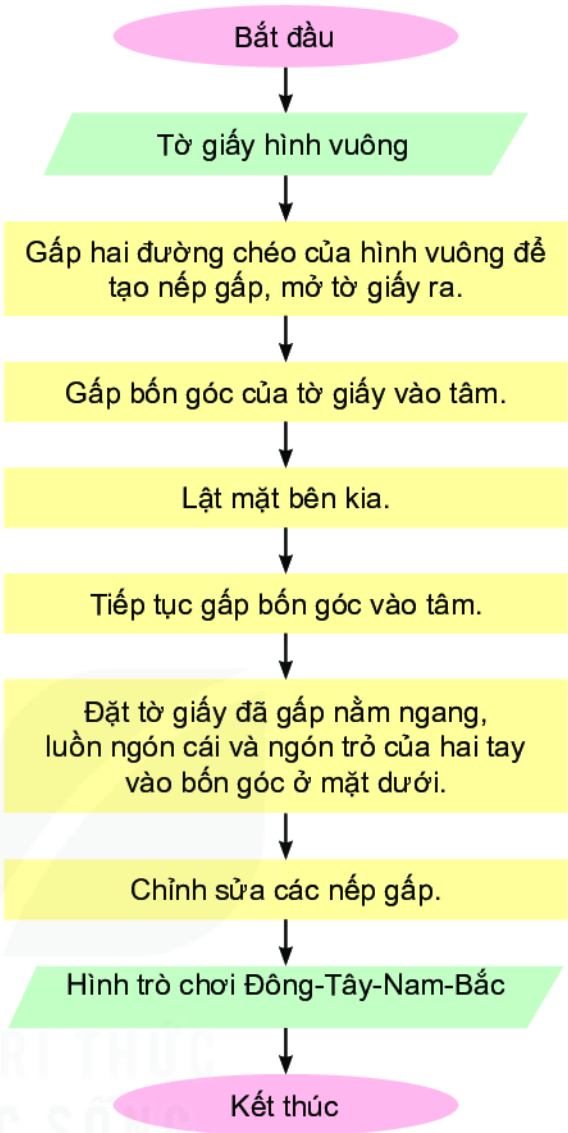 Bắt đầu
Tờ giấy hình vuông
Gấp hai đường chéo của hình vuông để
tạo nếp gấp, mở tờ giấy ra.
Gấp bốn góc của tờ giấy vào tâm.
Lật mặt bên kia.
Tiếp tục gấp bốn góc vào tâm.
Đặt tờ giấy đã gấp nằm ngang,
luồn ngón cái và ngón trỏ của hai tay
vào bốn góc ở mặt dưới.
Chỉnh sửa các nếp gấp.
Hình trò chơi Đông-Tây-Nam-Bắc
RI THỨC
C SỐNG
Kết thúc